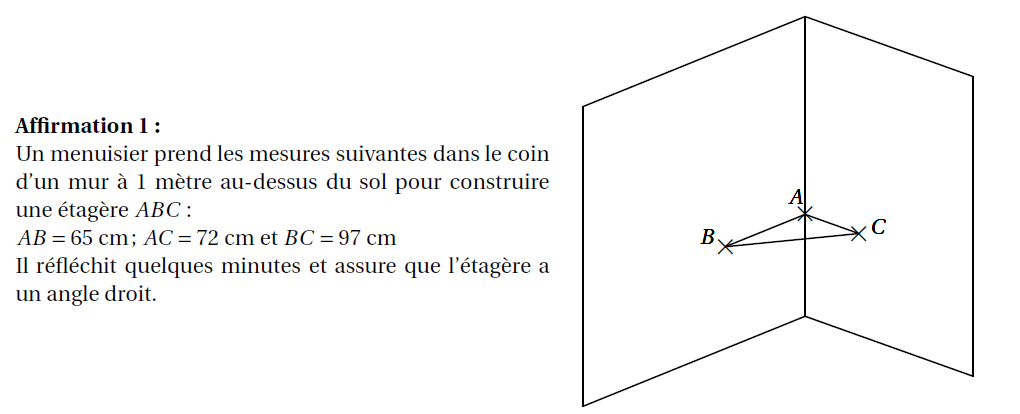 Affirmation 1 :
Un menuisier prend les mesures suivantes dans le coin
d'un mur à 1 mètre au-dessus du sol pour construire
une étagère ABC :
AB = 65 cm ; AC = 72 cm et BC = 97 cm
Il réfléchit quelques minutes et assure que l'étagère a
un angle droit.
A
B
C